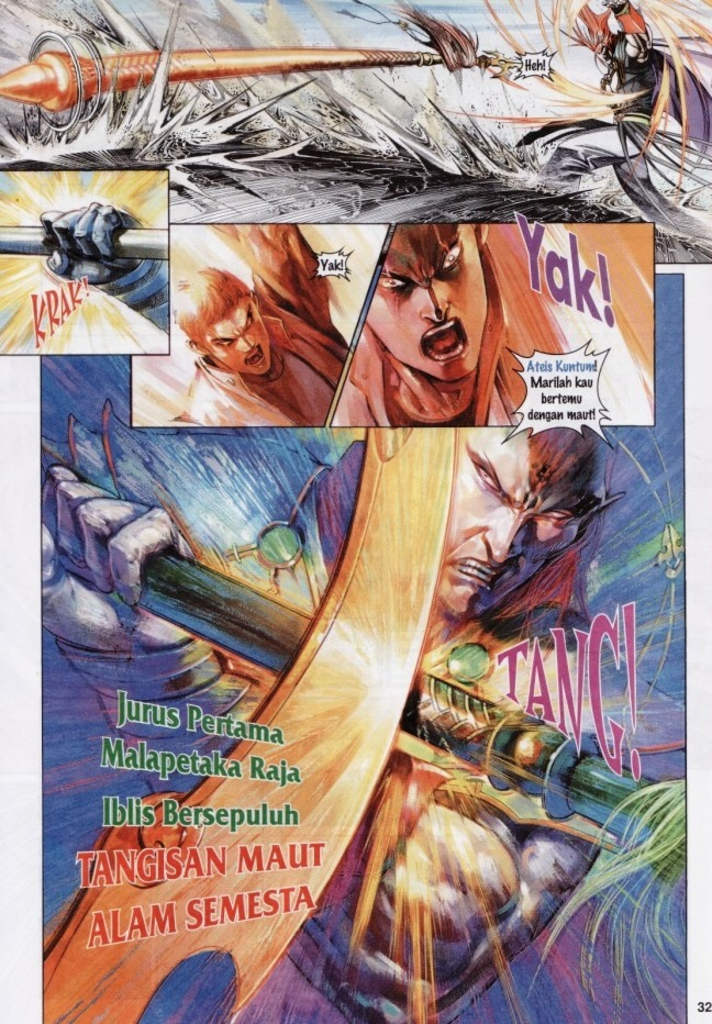 Heh!
KRAK!
Yak!
Yak!
Ateis Kuntum!
Marilah kau
bertemu
dengan maut!
TANG!
Jurus Pertama
Malapetaka Raja
Iblis Bersepuluh
TANGISAN MAUT
ALAM SEMESTA
32